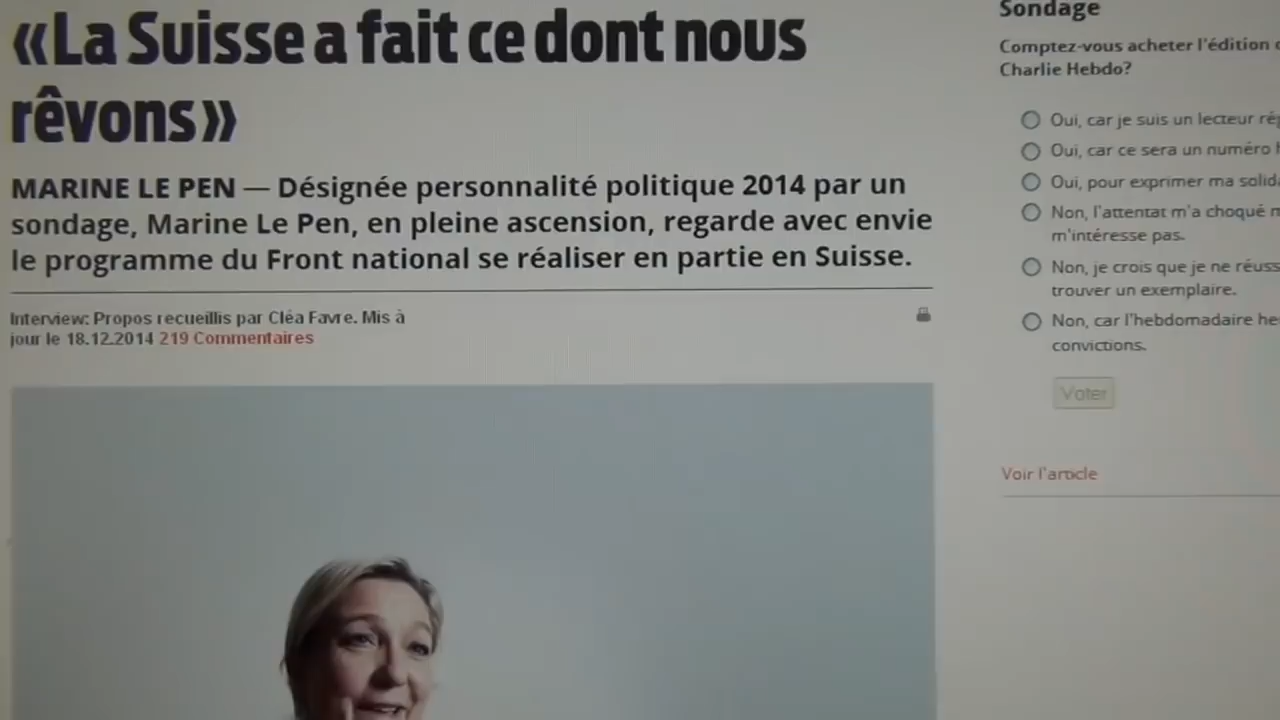 «La Suisse a fait ce dont nous
rêvons»
MARINE LE PEN — Désignée personnalité politique 2014 par un
sondage, Marine Le Pen, en pleine ascension, regarde avec envie
le programme du Front national se réaliser en partie en Suisse.
Interview: Propos recueillis par Cléa Favre. Mis à
jour le 18.12.2014 219 Commentaires
Sondage
Comptez-vous acheter l'édition
Charlie Hebdo?
Oui, car je suis un lecteur
Oui, car ce sera un numéro
Oui, pour exprimer ma
Non, l'attentat m'a choqué
m'intéresse pas.
Non, je crois que je ne
trouver un exemplaire.
Non, car l'hebdomadaire
convictions.
Voter
Voir l'article